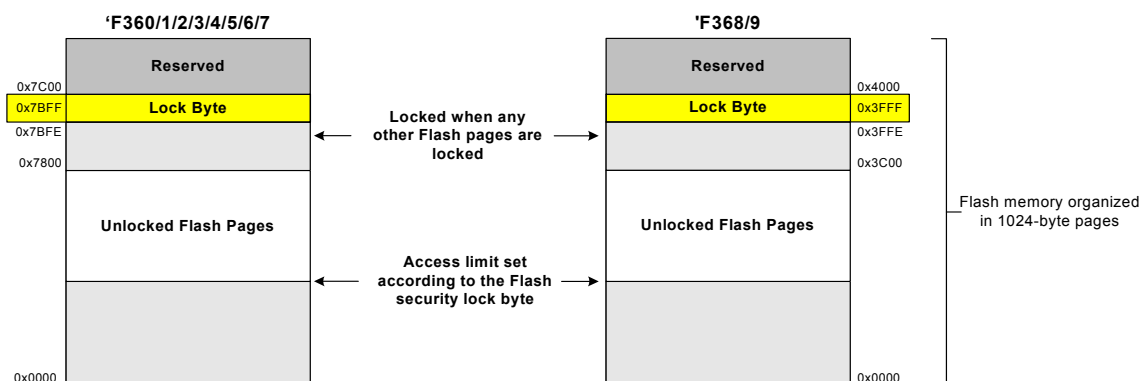 ‘F360/1/2/3/4/5/6/7
'F368/9
Reserved
Reserved
0x7C00
0x4000
0x7BFF
Lock Byte
Lock Byte
0x3FFF
0x7BFE
0x3FFE
Locked when any
other Flash pages are
locked
0x7800
0x3C00
Unlocked Flash Pages
Unlocked Flash Pages
Flash memory organized
in 1024-byte pages
Access limit set
according to the Flash
security lock byte
0x0000
0x0000